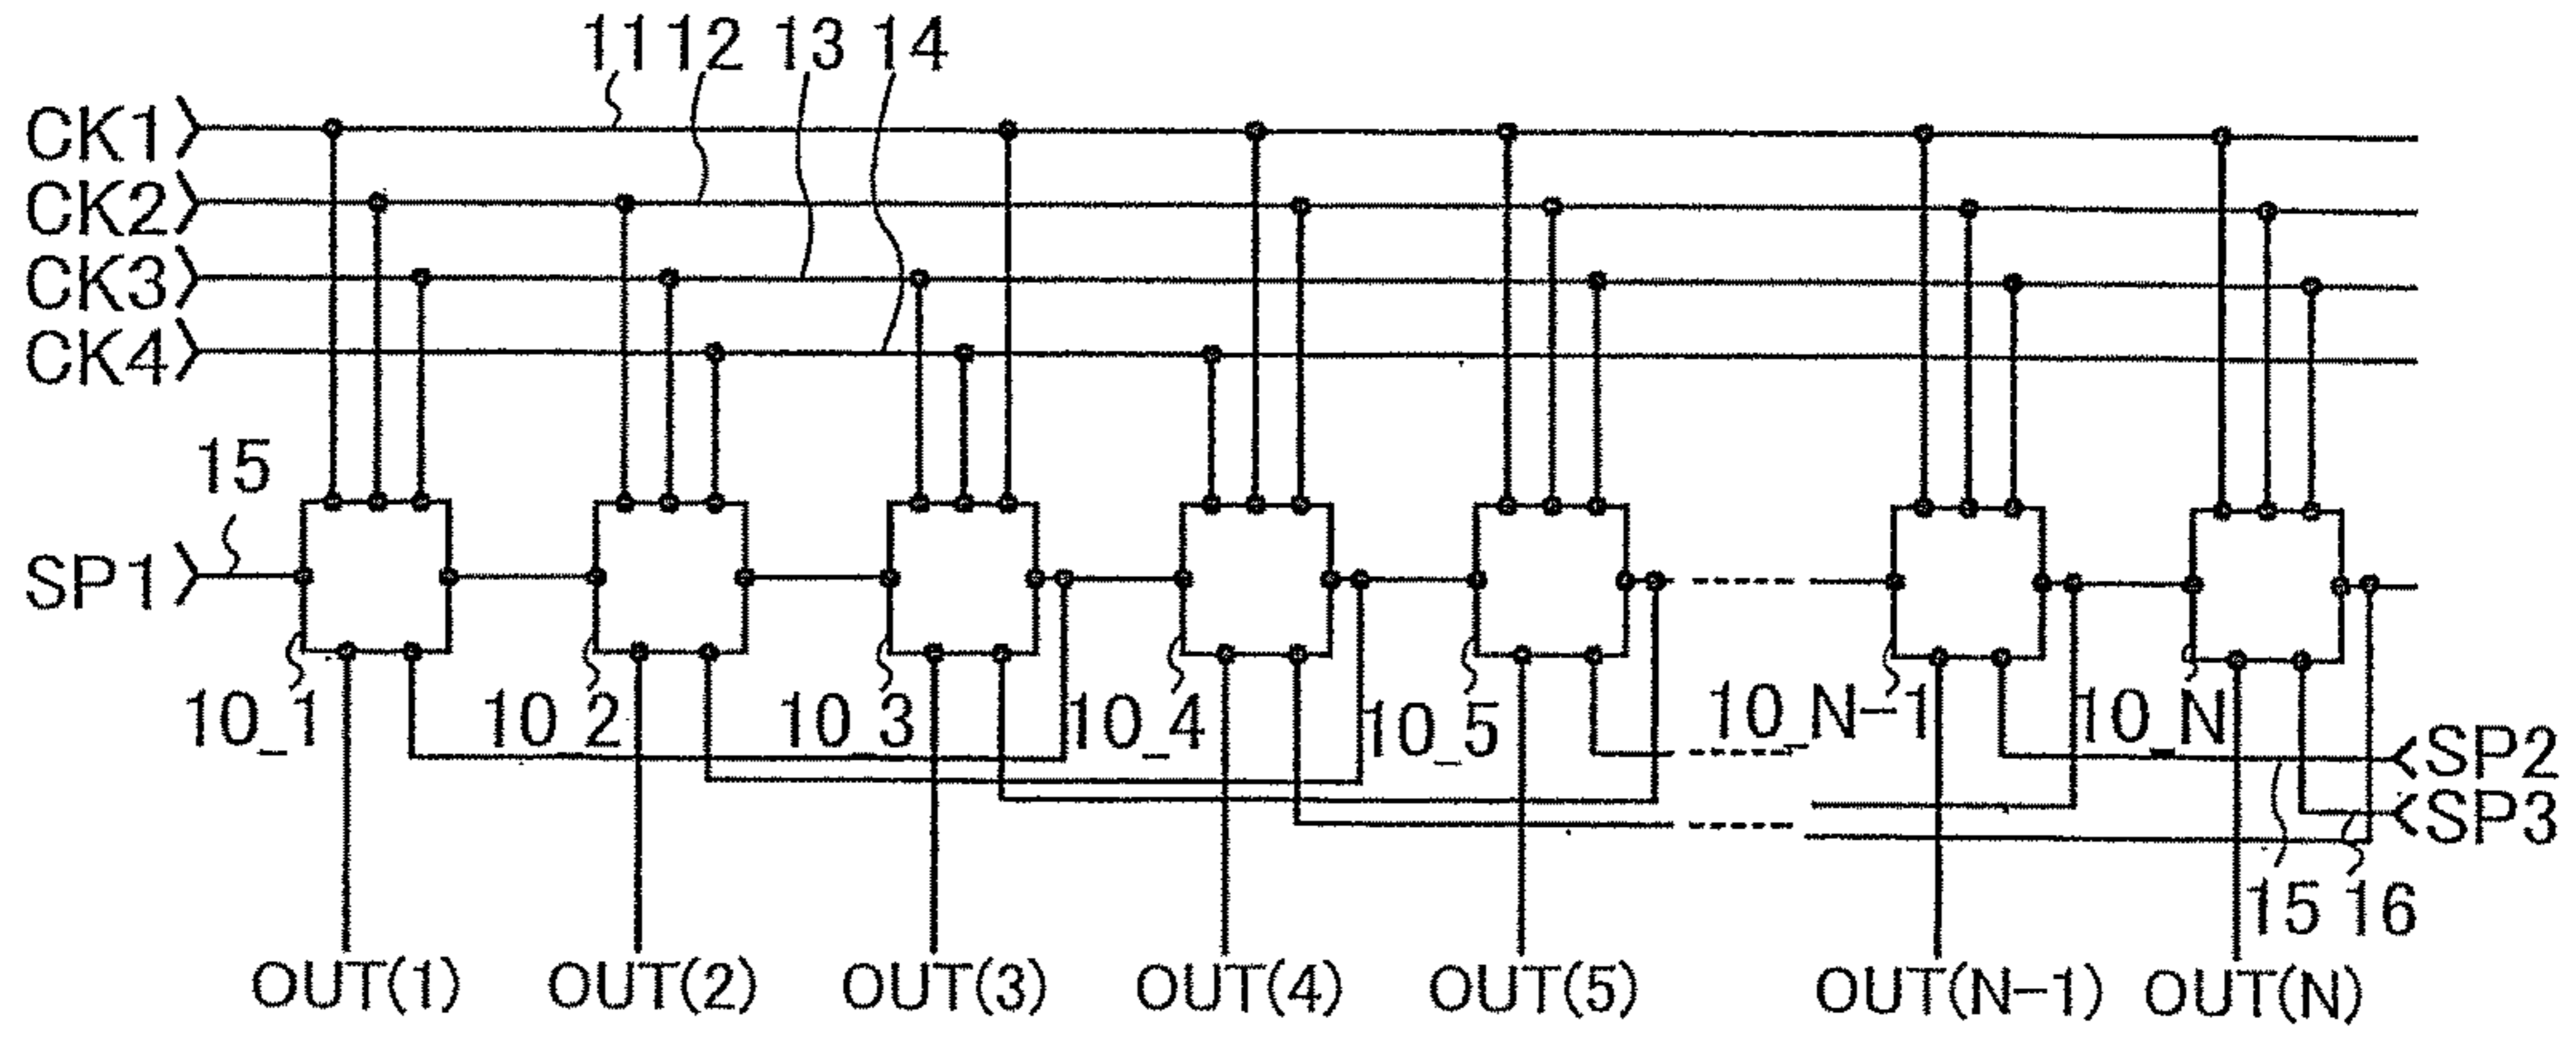 11 12 13 14
CK1
CK2
CK3
CK4
15
SP1
10_1 10_2 10_3 10_4 10_5 10_N-1 10_N
SP2
SP3
15 16
OUT(1) OUT(2) OUT(3) OUT(4) OUT(5) OUT(N-1) OUT(N)